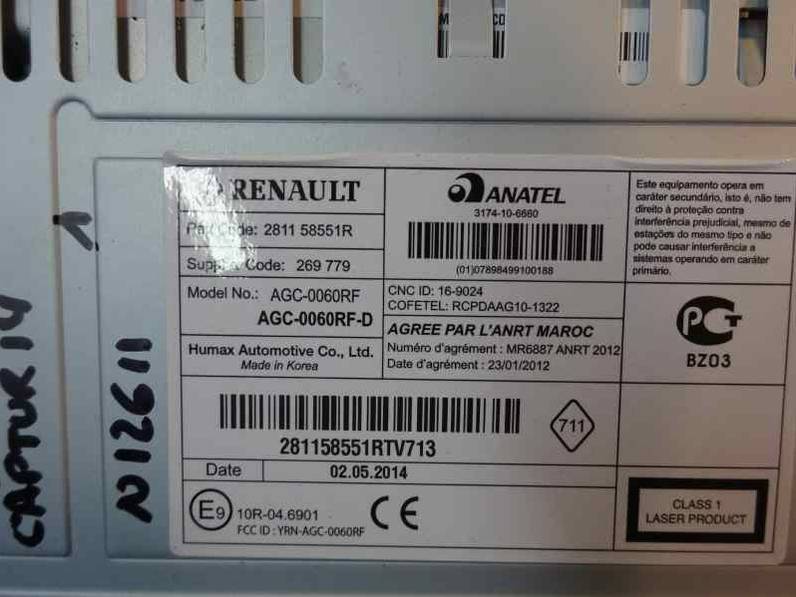 RENAULT
Part Code: 2811 58551R
Support Code: 269 779
Model No.: AGC-0060RF
AGC-0060RF-D
Humax Automotive Co., Ltd.
Made in Korea
ANATEL
3174-10-6660
(01)07898499100188
CNC ID: 16-9024
COFETEL: RCPDAAG10-1322
AGREE PAR L'ANRT MAROC
Numéro d'agrément : MR6887 ANRT 2012
Date d'agrément : 23/01/2012
Este equipamento opera em
caráter secundário, isto é, não tem
direito à proteção contra
interferência prejudicial, mesmo de
estações do mesmo tipo e não
pode causar interferência a
sistemas operando em caráter
primário.
PCT
BZ03
281158551RTV713
711
Date 02.05.2014
E9 10R-04.6901
FCC ID : YRN-AGC-0060RF
CE
CLASS 1
LASER PRODUCT
CAPTUR IV
N12611